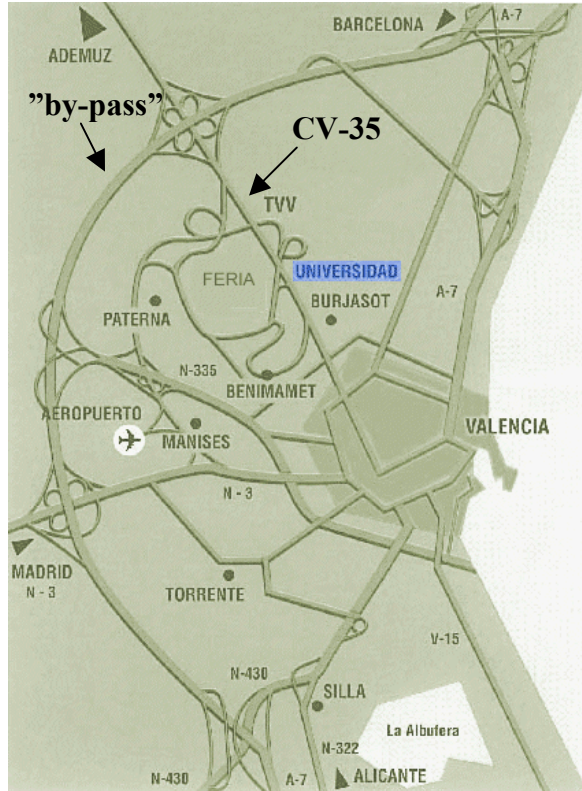 BARCELONA
A-7
ADEMUZ
”by-pass”
CV-35
TVV
UNIVERSIDAD
FERIA
A-7
BURJASOT
PATERNA
N-335
BENIMAMET
AEROPUERTO
VALENCIA
MANISES
N - 3
MADRID
N - 3
TORRENTE
V-15
N-430
SILLA
La Albufera
N-322
N-430
A-7
ALICANTE